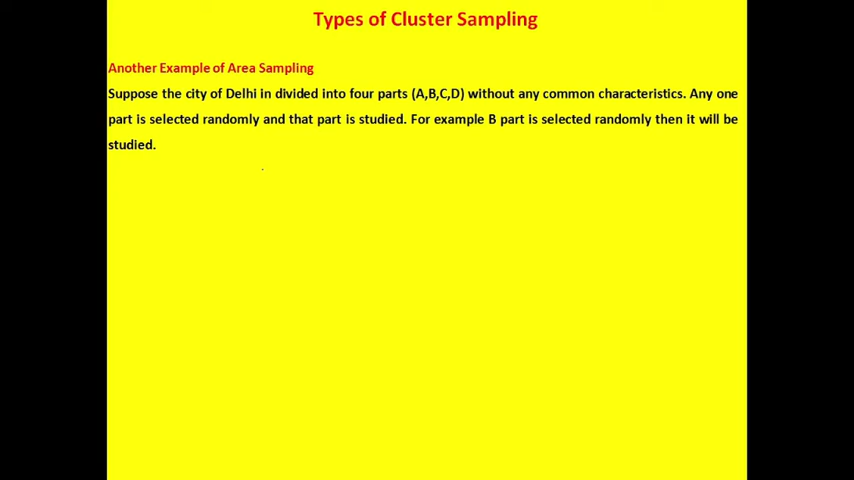 Types of Cluster Sampling
Another Example of Area Sampling
Suppose the city of Delhi in divided into four parts (A,B,C,D) without any common characteristics. Any one
part is selected randomly and that part is studied. For example B part is selected randomly then it will be
studied.